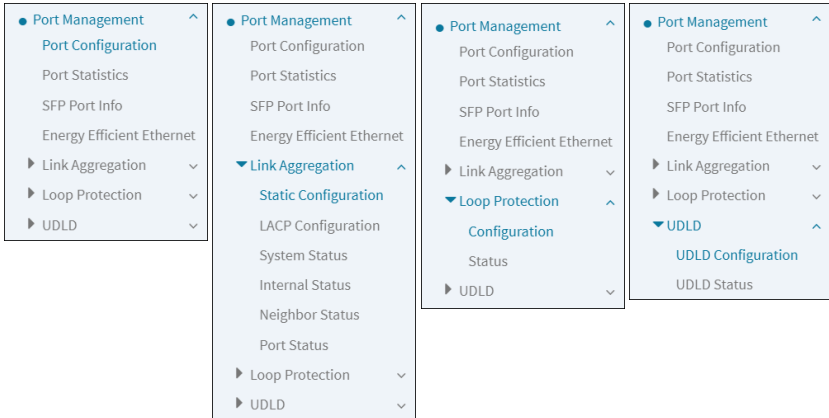 Port Management
Port Configuration
Port Statistics
SFP Port Info
Energy Efficient Ethernet
Link Aggregation
Loop Protection
UDLD
Port Management
Port Configuration
Port Statistics
SFP Port Info
Energy Efficient Ethernet
Link Aggregation
Static Configuration
LACP Configuration
System Status
Internal Status
Neighbor Status
Port Status
Loop Protection
UDLD
Port Management
Port Configuration
Port Statistics
SFP Port Info
Energy Efficient Ethernet
Link Aggregation
Loop Protection
Configuration
Status
UDLD
Port Management
Port Configuration
Port Statistics
SFP Port Info
Energy Efficient Ethernet
Link Aggregation
Loop Protection
UDLD
UDLD Configuration
UDLD Status